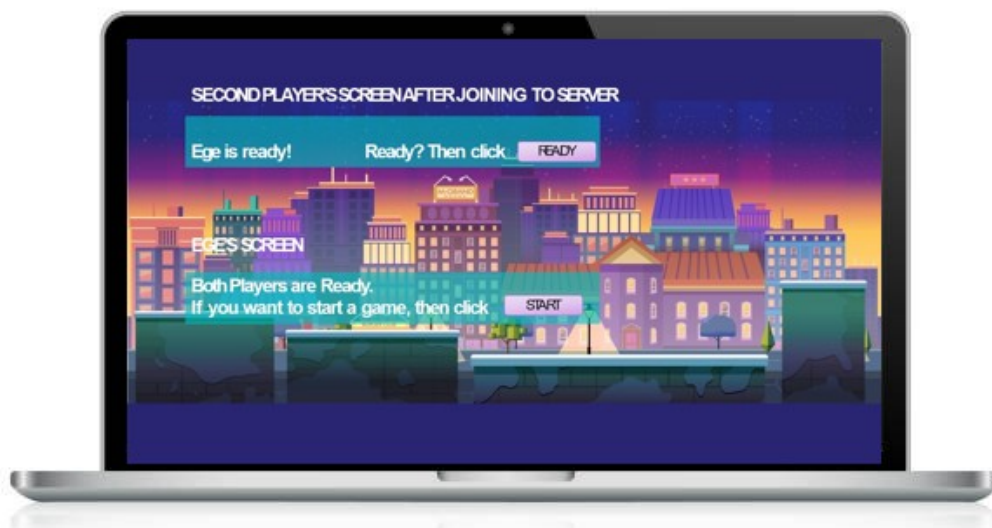 SECOND PLAYER'S SCREEN AFTER JOINING TO SERVER
Ege is ready! Ready? Then click READY
EGE'S SCREEN
Both Players are Ready.
If you want to start a game, then click START